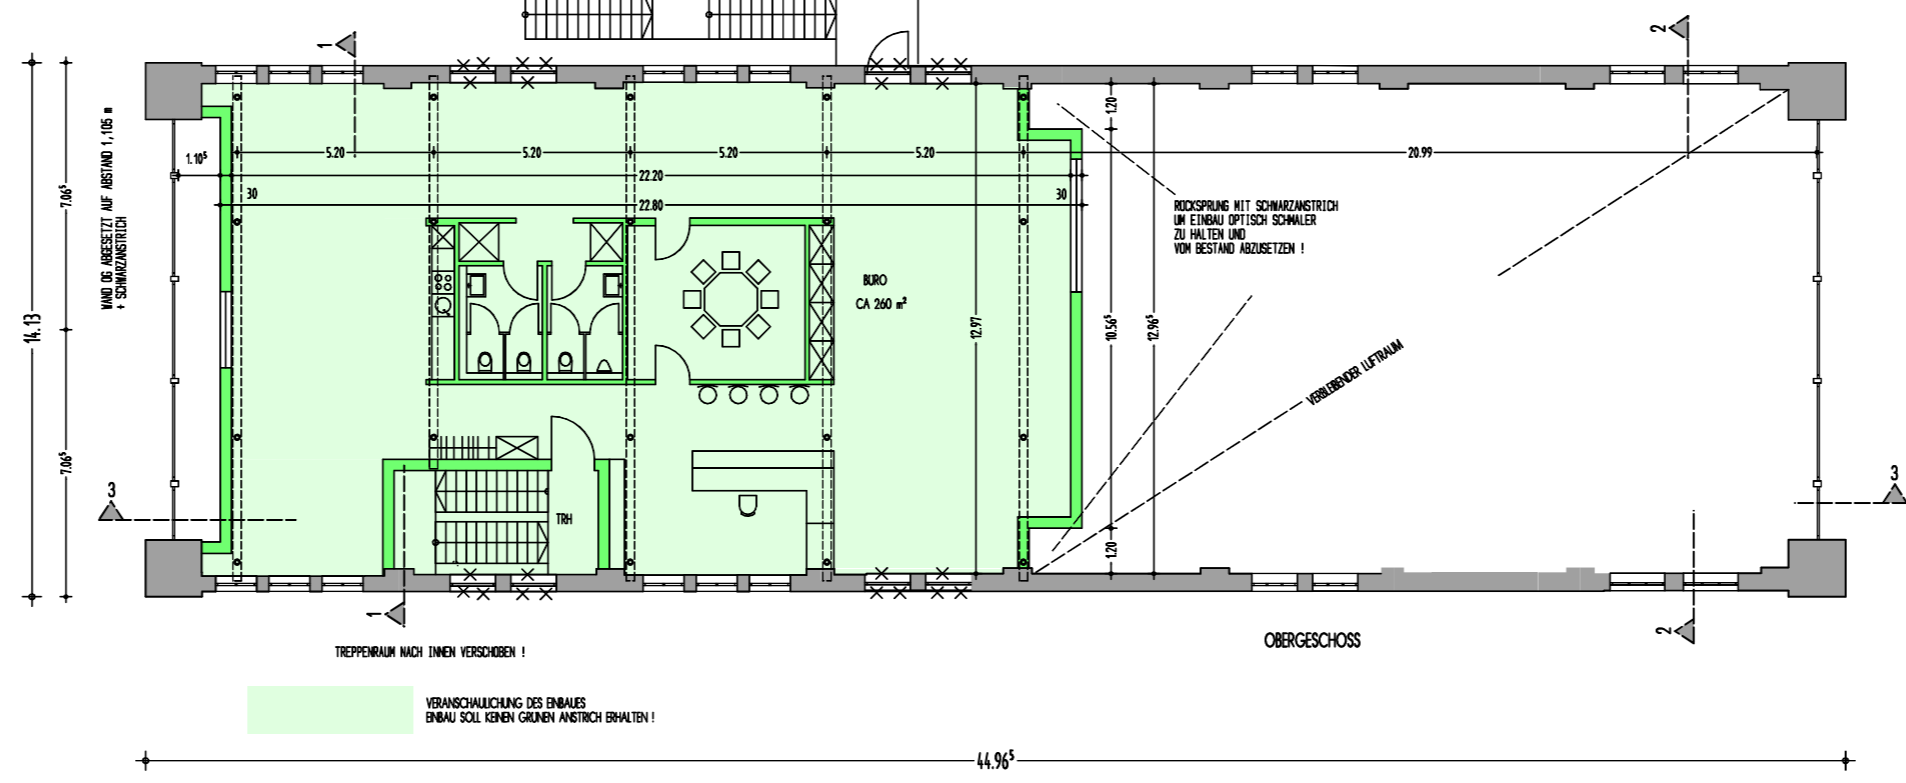 1
2
WAND OG ABGESETZT AUF ABSTAND 1,105 m
+ SCHWARZANSTRICH
14.13
7.06⁵
7.06⁵
1.10⁵
5.20
5.20
5.20
5.20
20.99
22.20
30
30
22.80
1.20
10.56⁵
12.96⁵
12.97
1.20
RÜCKSPRUNG MIT SCHWARZANSTRICH
UM EINBAU OPTISCH SCHMALER
ZU HALTEN UND
VOM BESTAND ABZUSETZEN !
BÜRO
CA 260 m²
VERBLEIBENDER LUFTRAUM
TRH
3
3
1
2
TREPPENRAUM NACH INNEN VERSCHOBEN !
OBERGESCHOSS
VERANSCHAULICHUNG DES EINBAUES
EINBAU SOLL KEINEN GRÜNEN ANSTRICH ERHALTEN !
44.96⁵